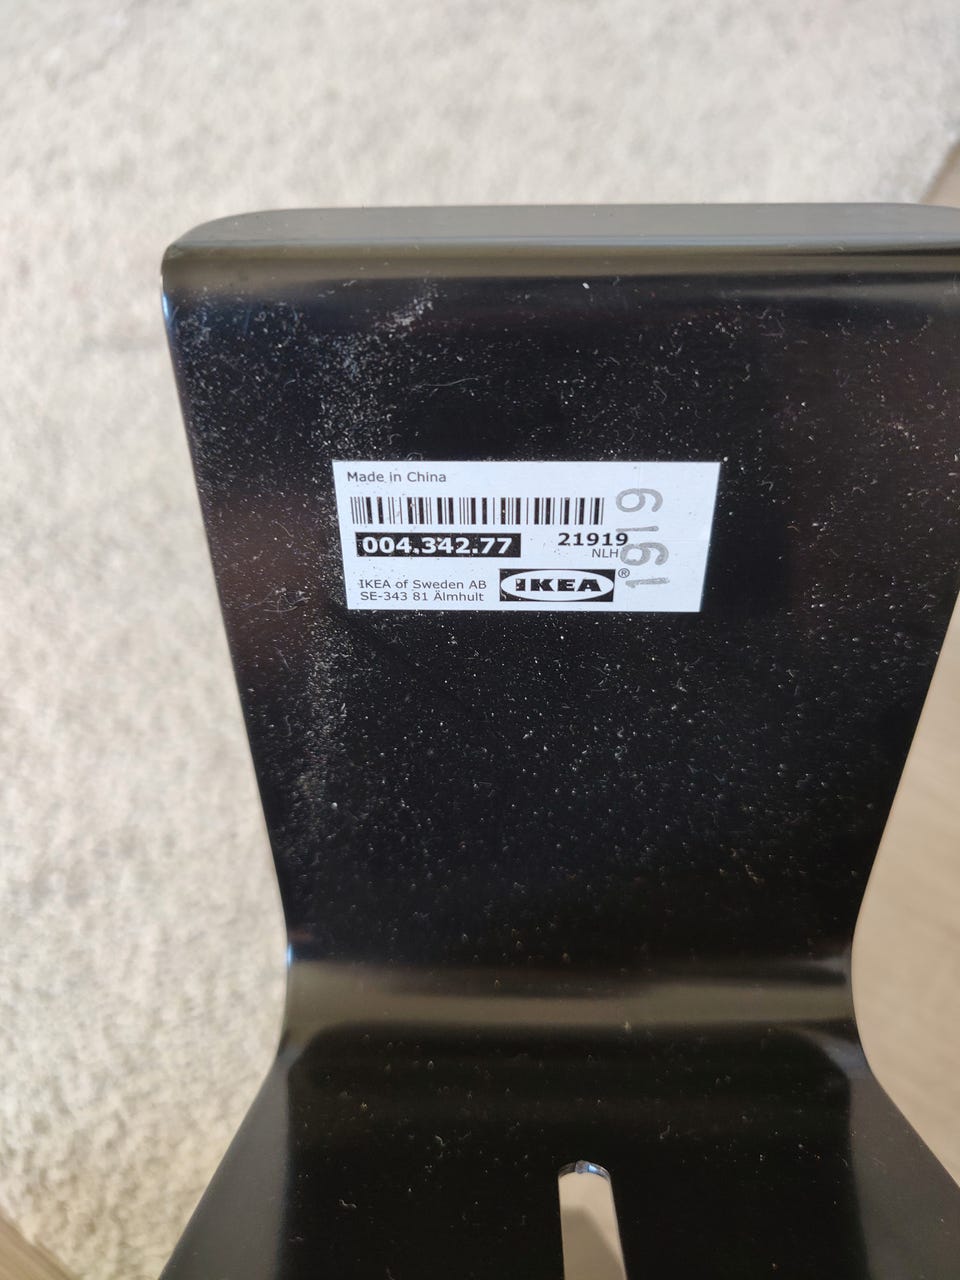 Made in China
004.342.77
21919
NLH
1919
IKEA of Sweden AB
SE-343 81 Älmhult
IKEA®